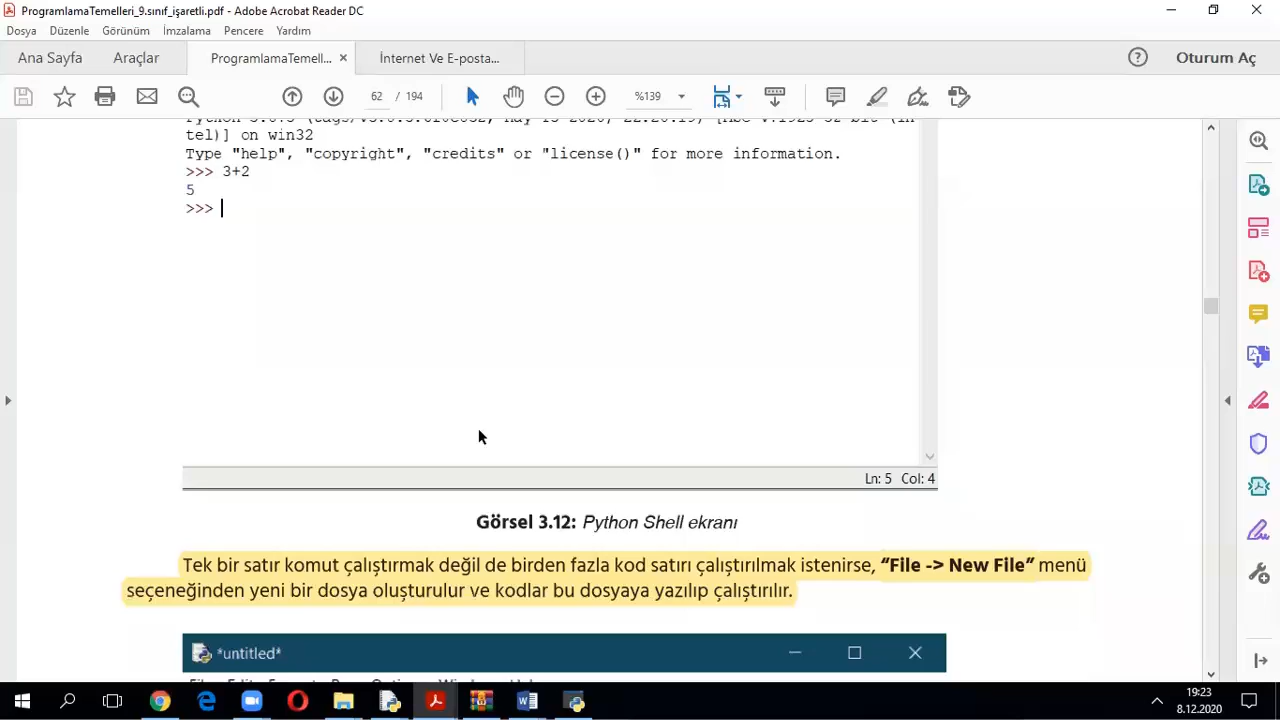 ProgramlamaTemelleri_9.sınıf_işaretli.pdf - Adobe Acrobat Reader DC
Dosya Düzenle Görünüm İmzalama Pencere Yardım
Ana Sayfa Araçlar ProgramlamaTemell... × İnternet Ve E-posta... Oturum Aç
62 / 194 %139
tel)] on win32
Type "help", "copyright", "credits" or "license()" for more information.
>>> 3+2
5
>>>
Ln: 5 Col: 4
Görsel 3.12: Python Shell ekranı
Tek bir satır komut çalıştırmak değil de birden fazla kod satırı çalıştırılmak istenirse, “File -> New File” menü
seçeneğinden yeni bir dosya oluşturulur ve kodlar bu dosyaya yazılıp çalıştırılır.
*untitled*
19:23
8.12.2020